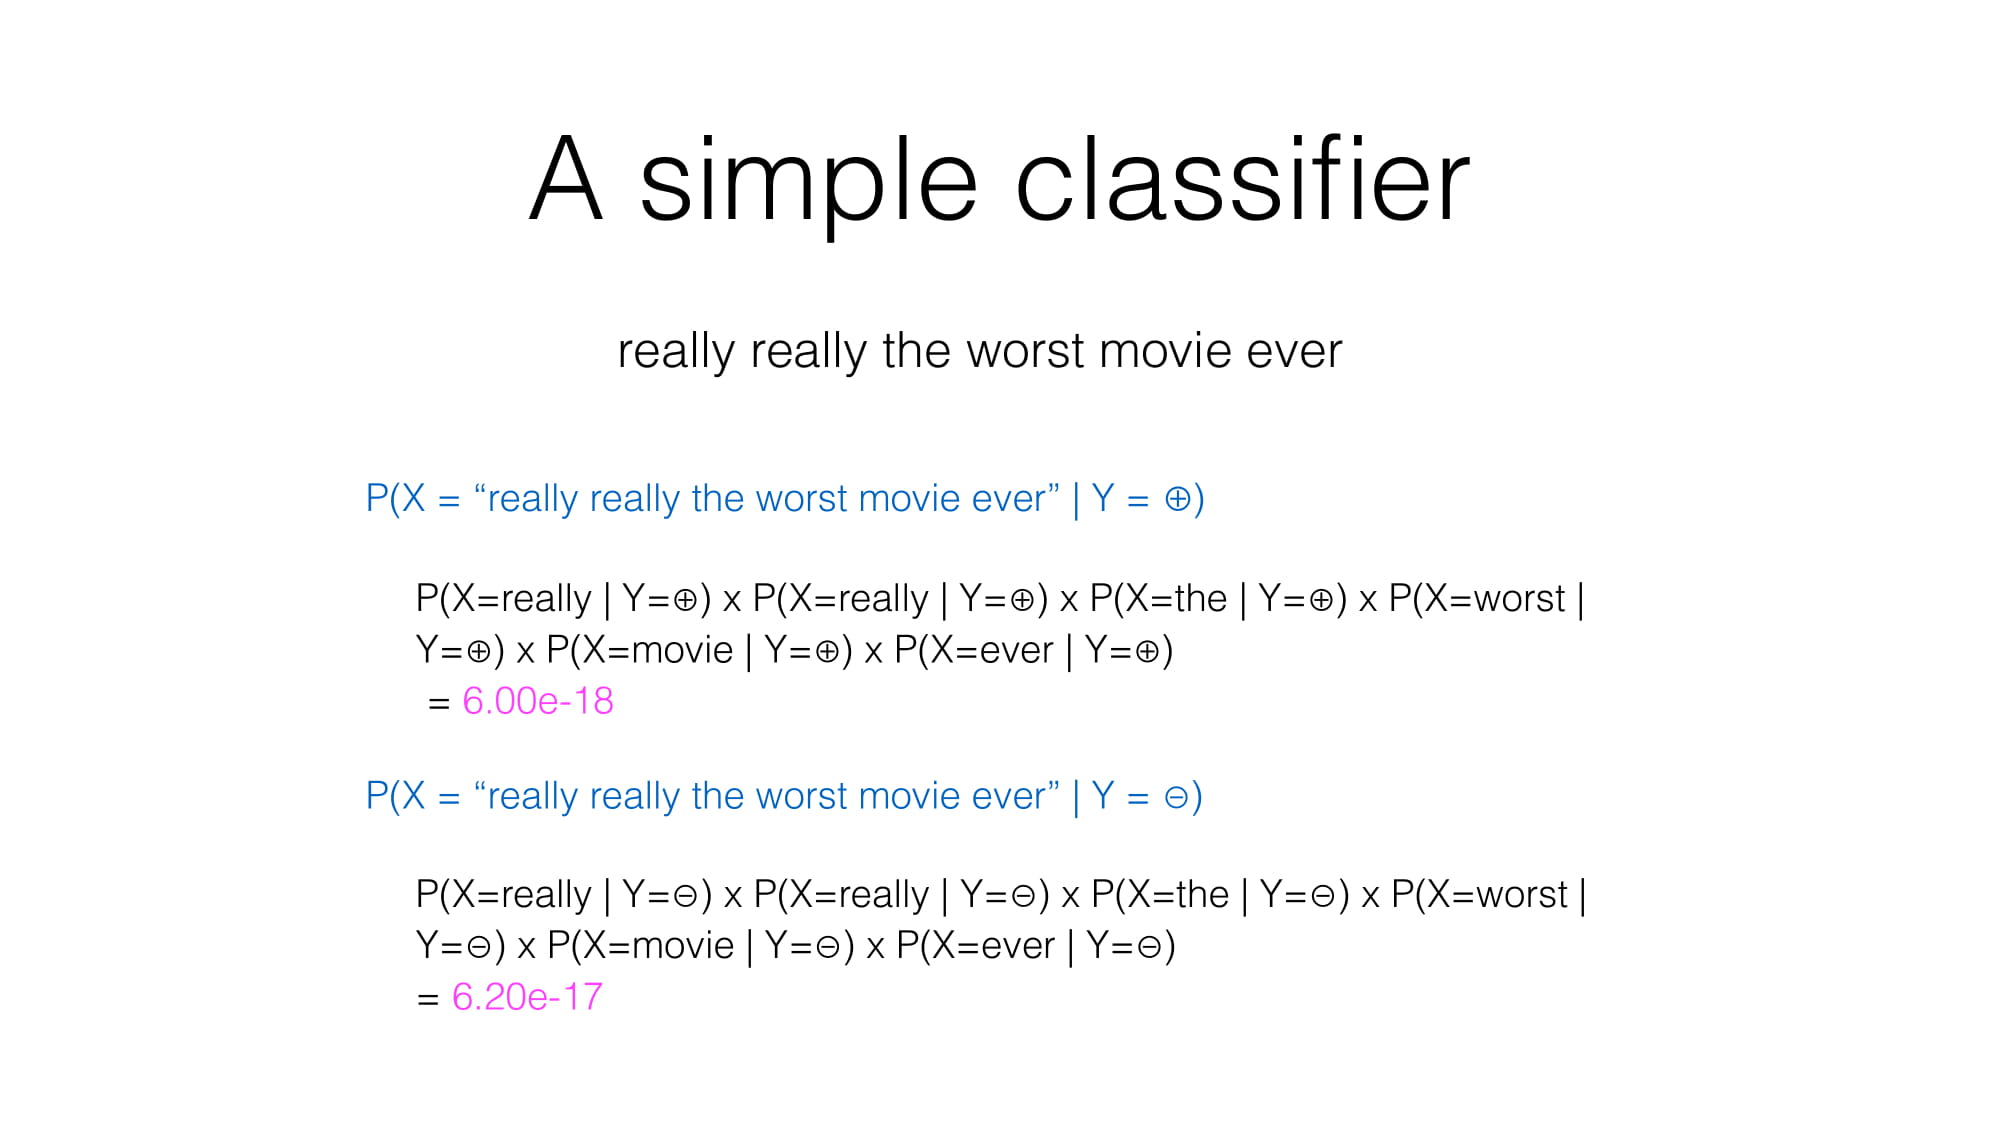 A simple classifier
really really the worst movie ever
P(X = “really really the worst movie ever” | Y = ⊕)
P(X=really | Y=⊕) x P(X=really | Y=⊕) x P(X=the | Y=⊕) x P(X=worst |
Y=⊕) x P(X=movie | Y=⊕) x P(X=ever | Y=⊕)
= 6.00e-18
P(X = “really really the worst movie ever” | Y = ⊖)
P(X=really | Y=⊖) x P(X=really | Y=⊖) x P(X=the | Y=⊖) x P(X=worst |
Y=⊖) x P(X=movie | Y=⊖) x P(X=ever | Y=⊖)
= 6.20e-17